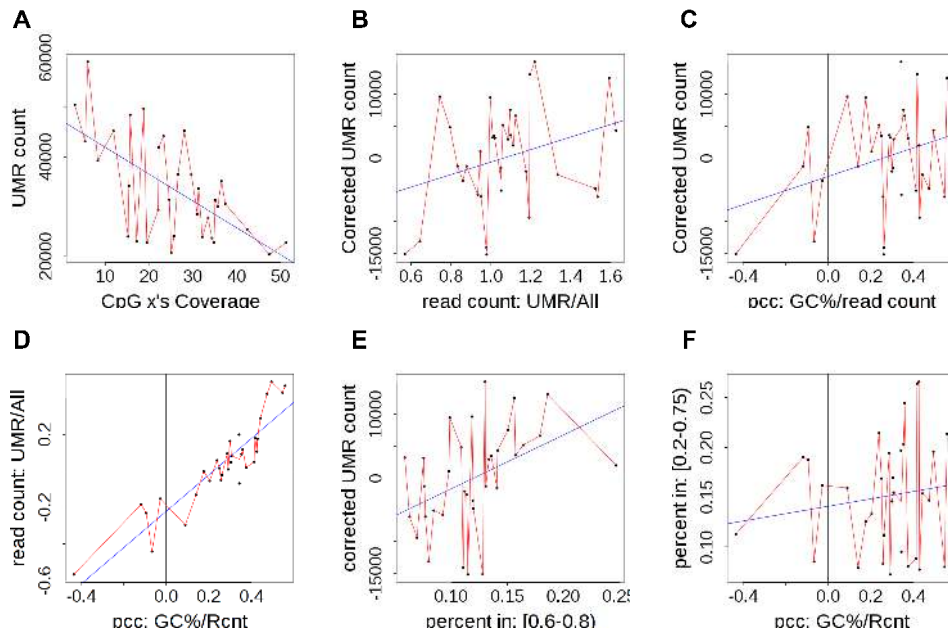 A
UMR count
60000
40000
20000
10 20 30 40 50
CpG x's Coverage
B
Corrected UMR count
10000
0
-15000
0.6 0.8 1.0 1.2 1.4 1.6
read count: UMR/All
C
Corrected UMR count
10000
0
-15000
-0.4 0.0 0.2 0.4
pcc: GC%/read count
D
read count: UMR/All
0.2
-0.2
-0.6
-0.4 0.0 0.2 0.4
pcc: GC%/Rcnt
E
corrected UMR count
10000
0
-15000
0.10 0.15 0.20 0.25
percent in: [0.6-0.8)
F
percent in: [0.2-0.75)
0.25
0.20
0.15
0.10
-0.4 0.0 0.2 0.4
pcc: GC%/Rcnt